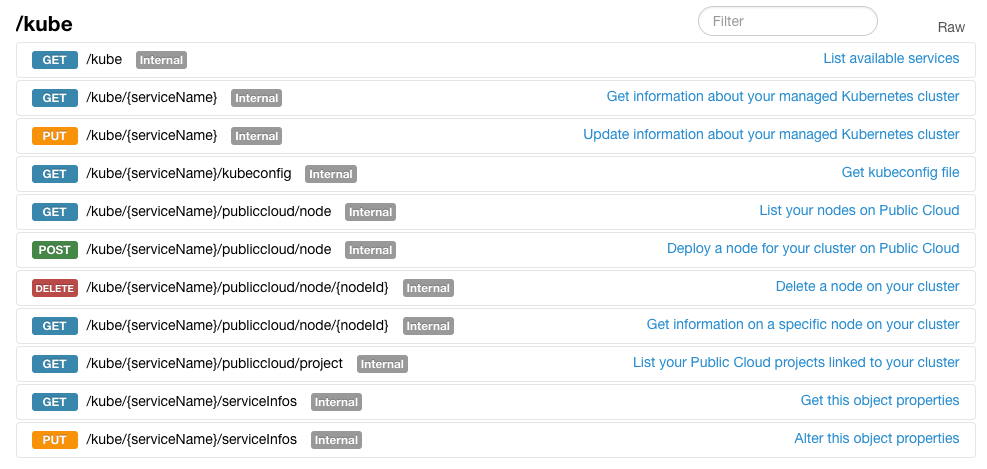 /kube Filter Raw
GET /kube Internal List available services
GET /kube/{serviceName} Internal Get information about your managed Kubernetes cluster
PUT /kube/{serviceName} Internal Update information about your managed Kubernetes cluster
GET /kube/{serviceName}/kubeconfig Internal Get kubeconfig file
GET /kube/{serviceName}/publiccloud/node Internal List your nodes on Public Cloud
POST /kube/{serviceName}/publiccloud/node Internal Deploy a node for your cluster on Public Cloud
DELETE /kube/{serviceName}/publiccloud/node/{nodeId} Internal Delete a node on your cluster
GET /kube/{serviceName}/publiccloud/node/{nodeId} Internal Get information on a specific node on your cluster
GET /kube/{serviceName}/publiccloud/project Internal List your Public Cloud projects linked to your cluster
GET /kube/{serviceName}/serviceInfos Internal Get this object properties
PUT /kube/{serviceName}/serviceInfos Internal Alter this object properties